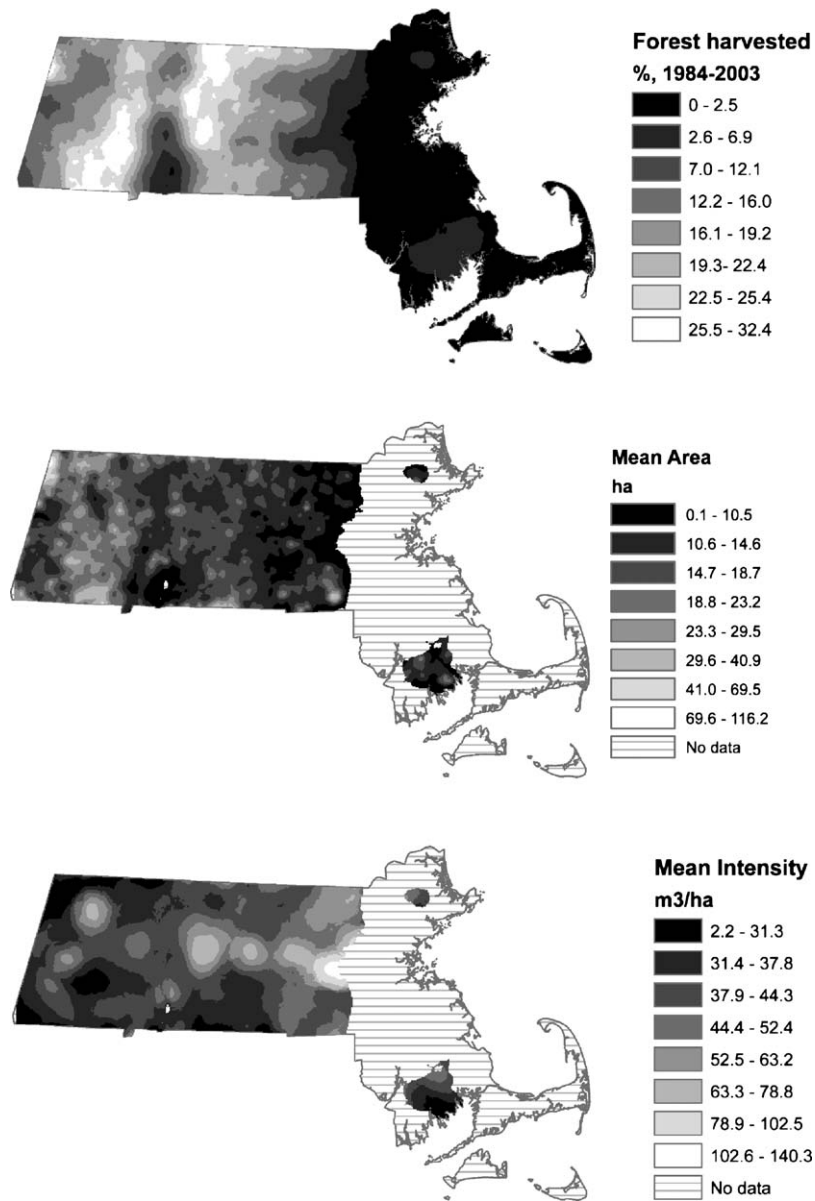 Forest harvested
%, 1984-2003
0 - 2.5
2.6 - 6.9
7.0 - 12.1
12.2 - 16.0
16.1 - 19.2
19.3- 22.4
22.5 - 25.4
25.5 - 32.4
Mean Area
ha
0.1 - 10.5
10.6 - 14.6
14.7 - 18.7
18.8 - 23.2
23.3 - 29.5
29.6 - 40.9
41.0 - 69.5
69.6 - 116.2
No data
Mean Intensity
m3/ha
2.2 - 31.3
31.4 - 37.8
37.9 - 44.3
44.4 - 52.4
52.5 - 63.2
63.3 - 78.8
78.9 - 102.5
102.6 - 140.3
No data